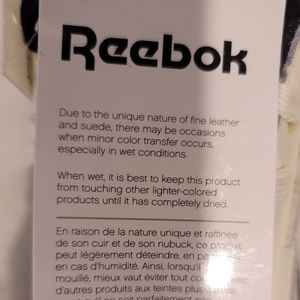 Reebok
Due to the unique nature of fine leather
and suede, there may be occasions
when minor color transfer occurs,
especially in wet conditions.
When wet, it is best to keep this product
from touching other lighter-colored
products until it has completely dried.
En raison de la nature unique et raffinée
de son cuir et de son nubuck, ce produit
peut légèrement déteindre, en
en cas d'humidité. Ainsi, lorsqu'il
mouillé, mieux vaut éviter tout
d'autres produits aux teintes plus